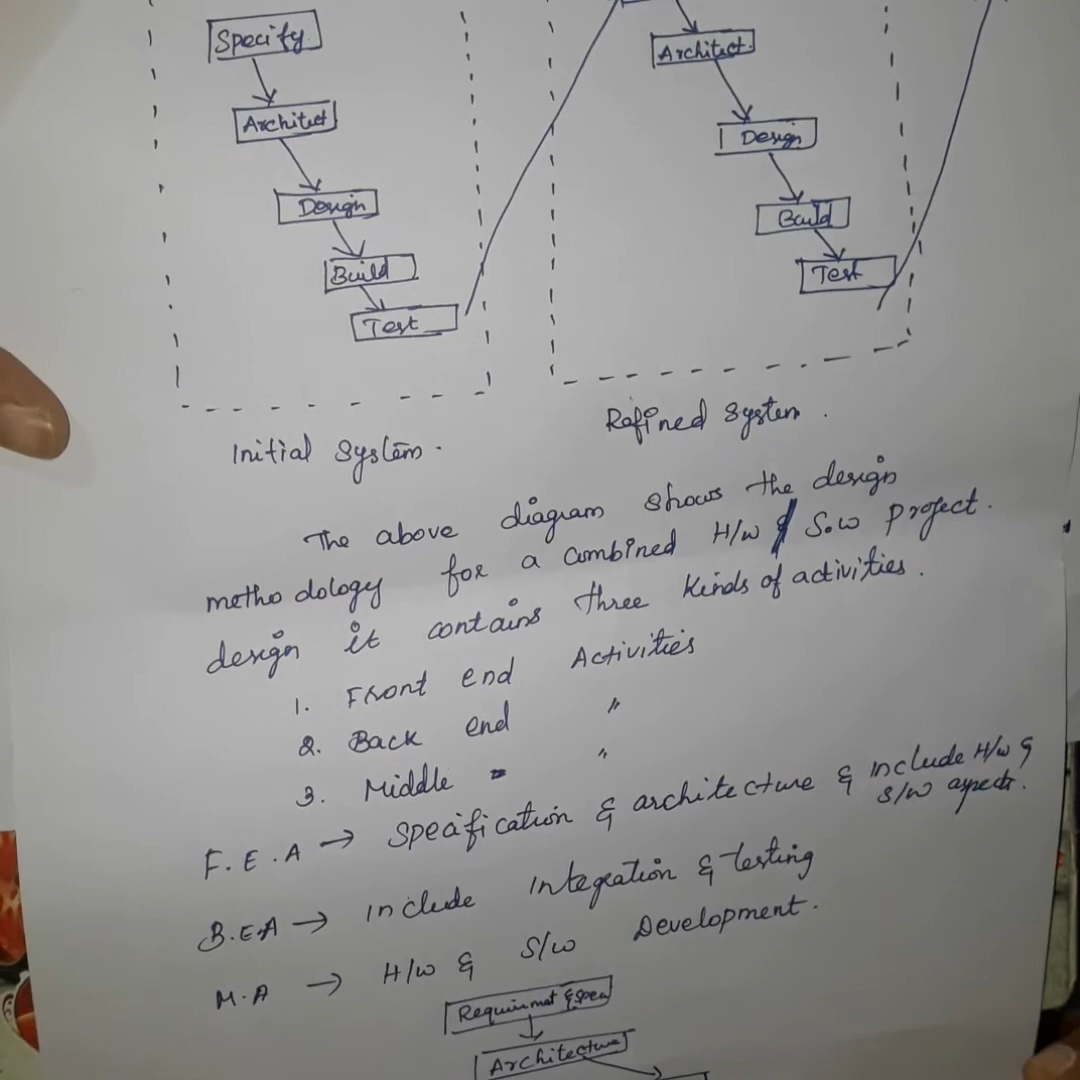 Specify
Architect
Design
Build
Test
Architect
Design
Build
Test
Initial System.
Refined System.
The above diagram shows the design
methodology for a combined H/w & S.w project.
design it contains three kinds of activities.
1. Front end Activities
2. Back end "
3. Middle " "
F.E.A → Specification & architecture & include H/w &
S/w aspects.
B.E.A → include integration & testing
M.A → H/w & S/w Development.
Requirimat & spec
Architecture